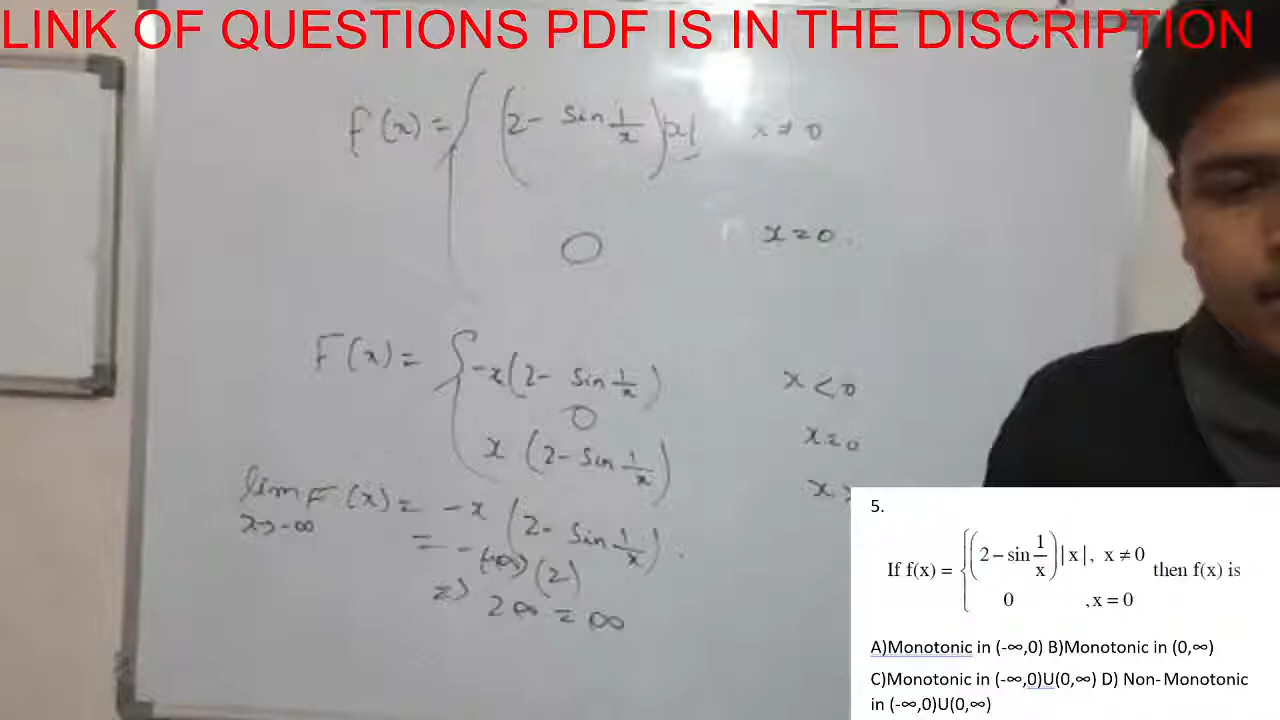 LINK OF QUESTIONS PDF IS IN THE DISCRIPTION
f(x) = { (2 - sin 1/x)|x| x ≠ 0
0 x = 0.
F(x) = { -x(2 - sin 1/x) x < 0
0 x = 0
x (2 - sin 1/x) x >
lim F(x) = -x (2 - sin 1/x).
x→-∞
= -(-∞)(2)
=> 2∞ = ∞
5.
If f(x) = { (2 - sin 1/x)|x|, x ≠ 0 then f(x) is
0 ,x = 0
A)Monotonic in (-∞,0) B)Monotonic in (0,∞)
C)Monotonic in (-∞,0)U(0,∞) D) Non-Monotonic
in (-∞,0)U(0,∞)